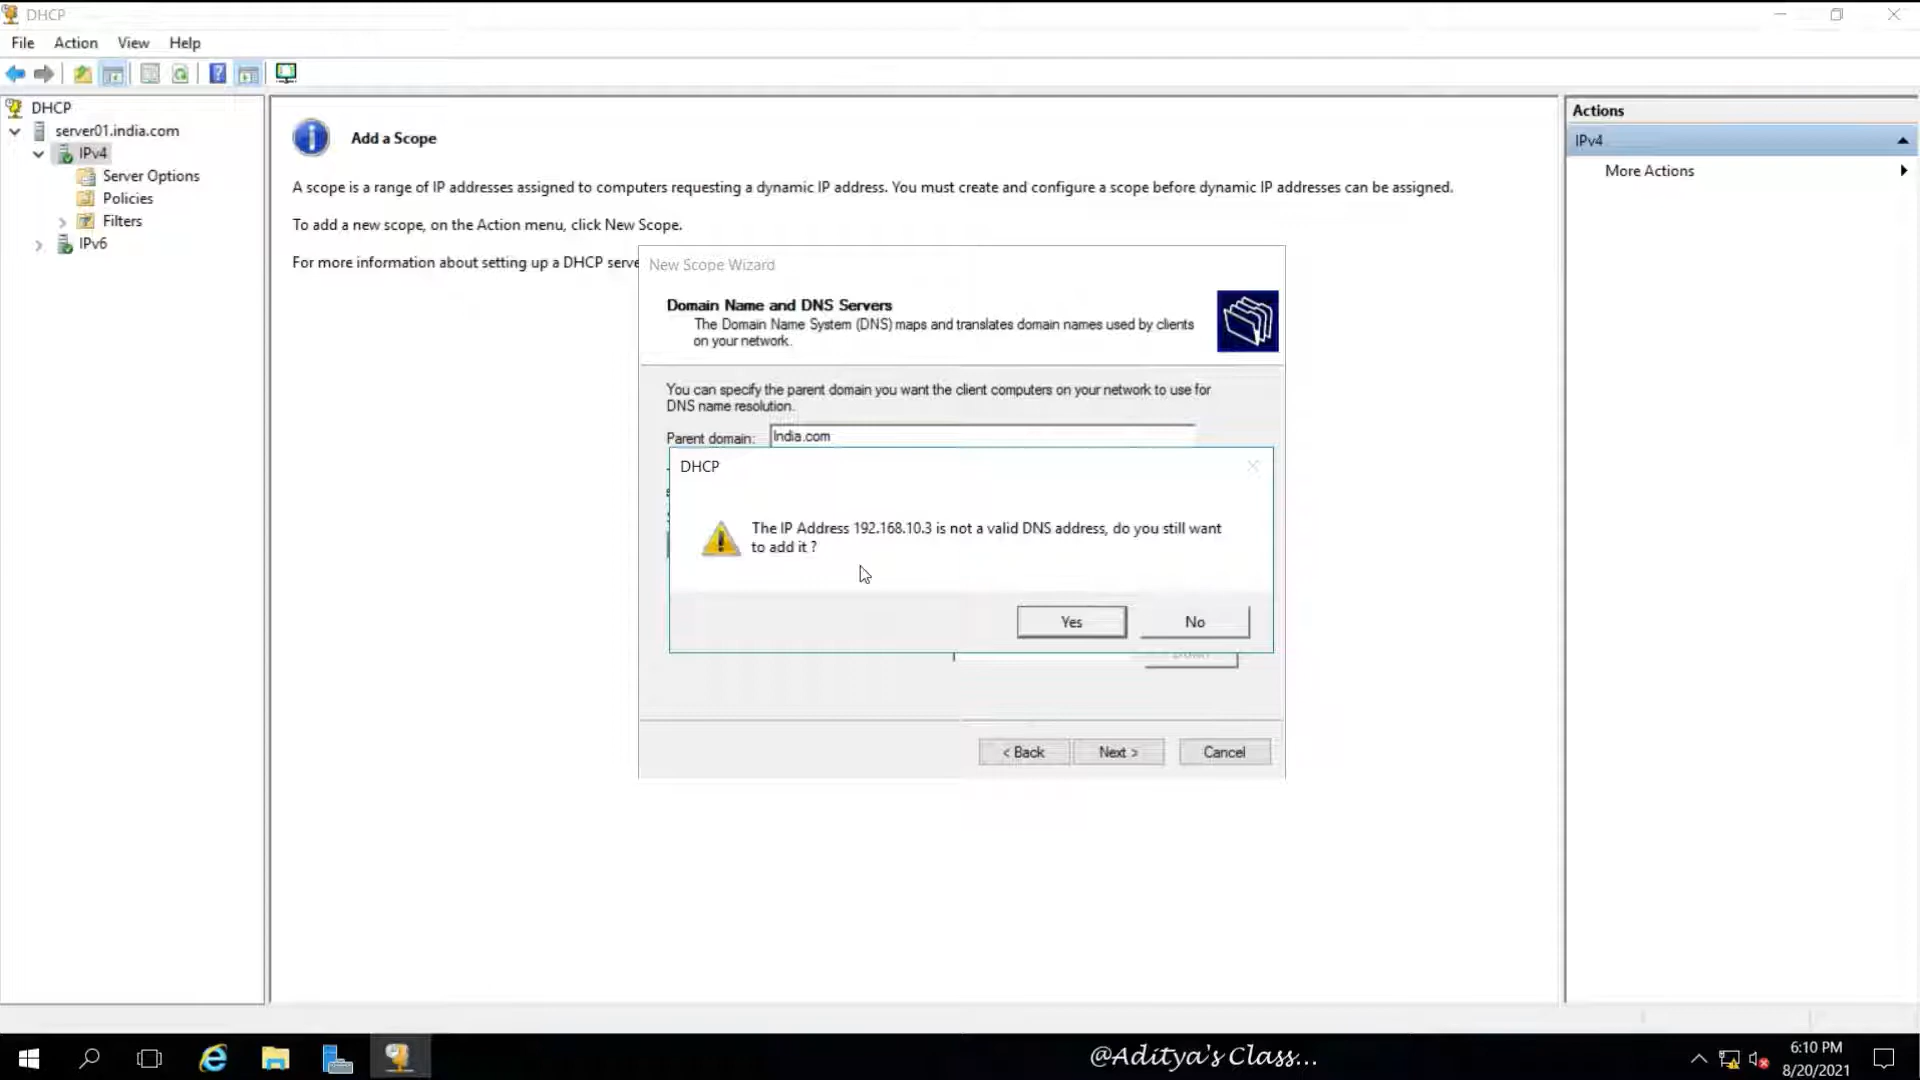 DHCP
File Action View Help
DHCP
server01.india.com
IPv4
Server Options
Policies
Filters
IPv6
Add a Scope
A scope is a range of IP addresses assigned to computers requesting a dynamic IP address. You must create and configure a scope before dynamic IP addresses can be assigned.
To add a new scope, on the Action menu, click New Scope.
For more information about setting up a DHCP serve
New Scope Wizard
Domain Name and DNS Servers
The Domain Name System (DNS) maps and translates domain names used by clients
on your network.
You can specify the parent domain you want the client computers on your network to use for
DNS name resolution.
Parent domain: India.com
DHCP
The IP Address 192.168.10.3 is not a valid DNS address, do you still want
to add it ?
Yes No
< Back Next > Cancel
Actions
IPv4
More Actions
@Aditya's Class...
6:10 PM
8/20/2021